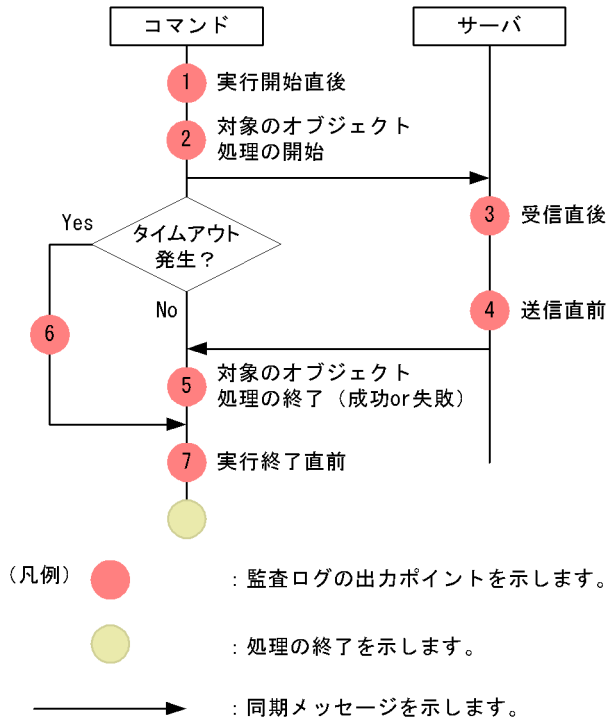 コマンド
サーバ
1 実行開始直後
2 対象のオブジェクト
処理の開始
3 受信直後
Yes
タイムアウト
発生?
No
4 送信直前
6
5 対象のオブジェクト
処理の終了(成功or失敗)
7 実行終了直前
(凡例)
:監査ログの出力ポイントを示します。
:処理の終了を示します。
:同期メッセージを示します。